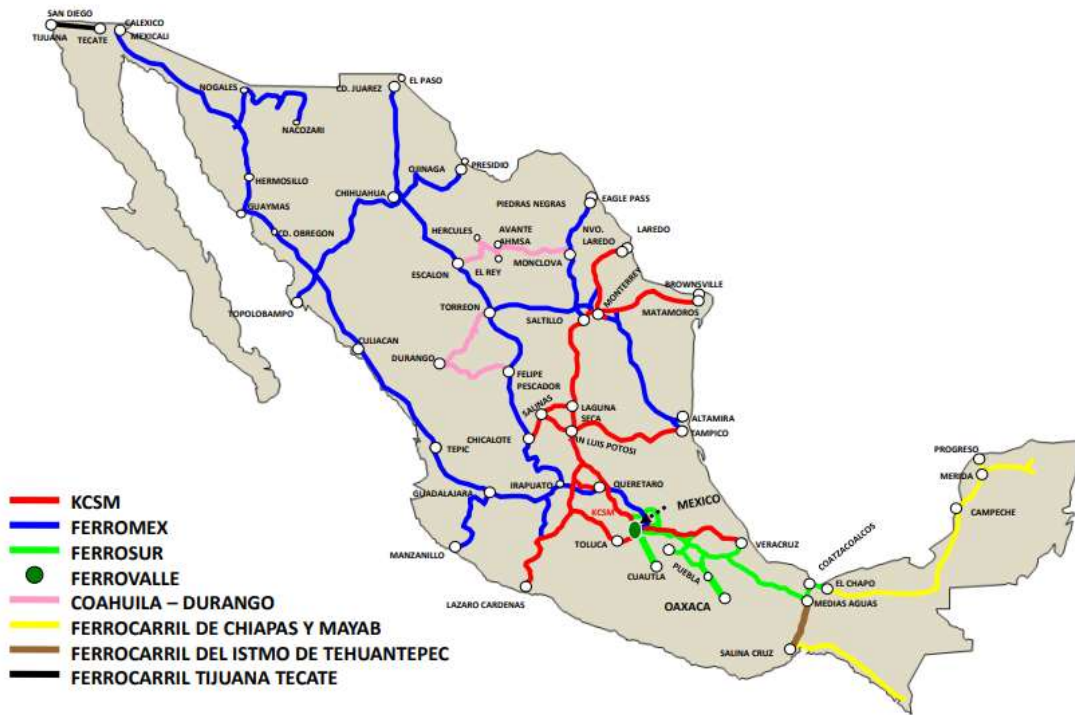 SAN DIEGO
CALEXICO
TIJUANA
TECATE
MEXICALI
EL PASO
CD. JUAREZ
NOGALES
NACOZARI
OJINAGA
PRESIDIO
HERMOSILLO
CHIHUAHUA
EAGLE PASS
PIEDRAS NEGRAS
GUAYMAS
CD. OBREGON
HERCULES
AVANTE
AHMSA
NVO.
LAREDO
LAREDO
ESCALON
EL REY
MONCLOVA
MONTERREY
BROWNSVILLE
TOPOLOBAMPO
TORREON
SALTILLO
MATAMOROS
CULIACAN
DURANGO
FELIPE
PESCADOR
SALINAS
LAGUNA
SECA
ALTAMIRA
TAMPICO
CHICALOTE
SAN LUIS POTOSI
TEPIC
PROGRESO
MERIDA
GUADALAJARA
IRAPUATO
QUERETARO
MEXICO
KCSM
CAMPECHE
MANZANILLO
TOLUCA
VERACRUZ
COATZACOALCOS
CUAUTLA
PUEBLA
EL CHAPO
LAZARO CARDENAS
OAXACA
MEDIAS AGUAS
SALINA CRUZ
KCSM
FERROMEX
FERROSUR
FERROVALLE
COAHUILA – DURANGO
FERROCARRIL DE CHIAPAS Y MAYAB
FERROCARRIL DEL ISTMO DE TEHUANTEPEC
FERROCARRIL TIJUANA TECATE